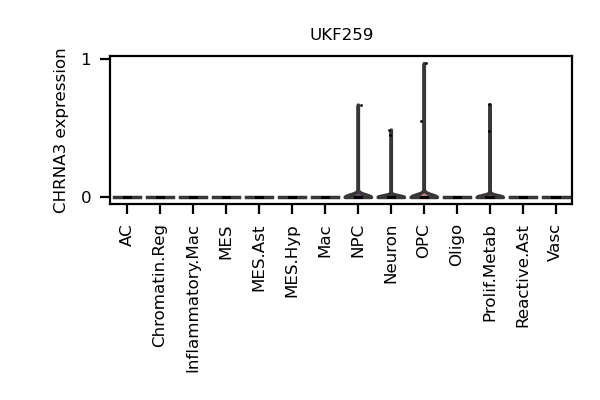 UKF259
CHRNA3 expression
1
0
AC
Chromatin.Reg
Inflammatory.Mac
MES
MES.Ast
MES.Hyp
Mac
NPC
Neuron
OPC
Oligo
Prolif.Metab
Reactive.Ast
Vasc